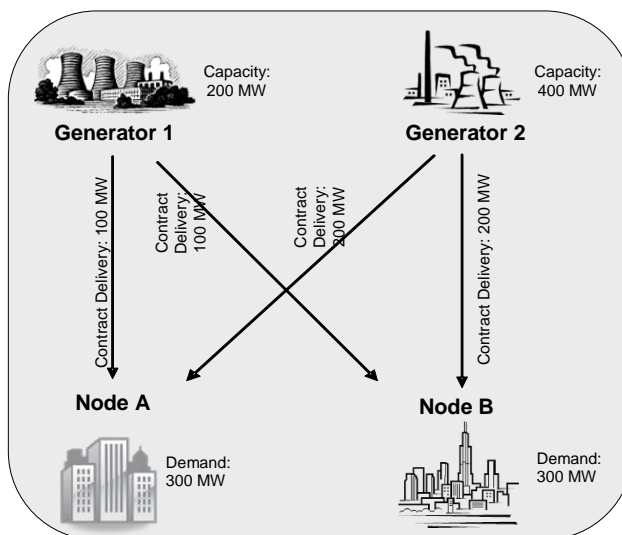 Capacity:
200 MW
Capacity:
400 MW
Generator 1
Generator 2
Contract Delivery: 100 MW
Contract
Delivery:
100 MW
Contract
Delivery:
200 MW
Contract Delivery: 200 MW
Node A
Node B
Demand:
300 MW
Demand:
300 MW